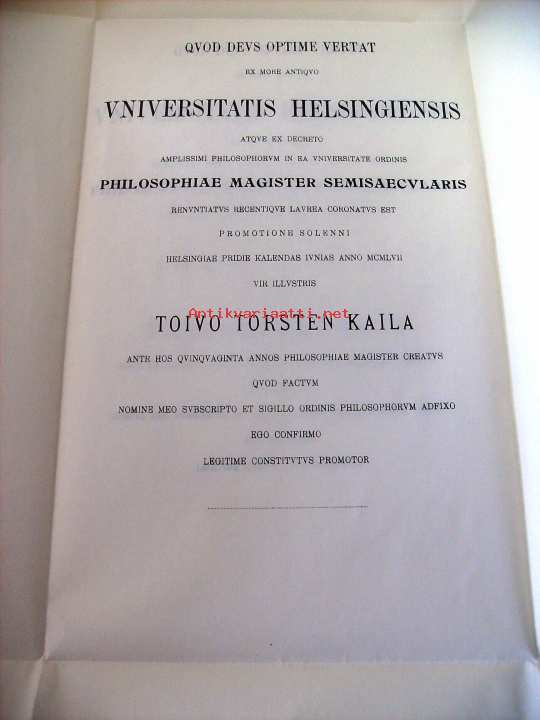 QVOD DEVS OPTIME VERTAT
EX MORE ANTIQVO
VNIVERSITATIS HELSINGIENSIS
ATQVE EX DECRETO
AMPLISSIMI PHILOSOPHORVM IN EA VNIVERSITATE ORDINIS
PHILOSOPHIAE MAGISTER SEMISAECVLARIS
RENVNTIATVS RECENTIQVE LAVREA CORONATVS EST
PROMOTIONE SOLENNI
HELSINGIAE PRIDIE KALENDAS IVNIAS ANNO MCMLVII
VIR ILLVSTRIS
Antikvariaatti.net
TOIVO TORSTEN KAILA
ANTE HOS QVINQVAGINTA ANNOS PHILOSOPHIAE MAGISTER CREATVS
QVOD FACTVM
NOMINE MEO SVBSCRIPTO ET SIGILLO ORDINIS PHILOSOPHORVM ADFIXO
EGO CONFIRMO
LEGITIME CONSTITVTVS PROMOTOR